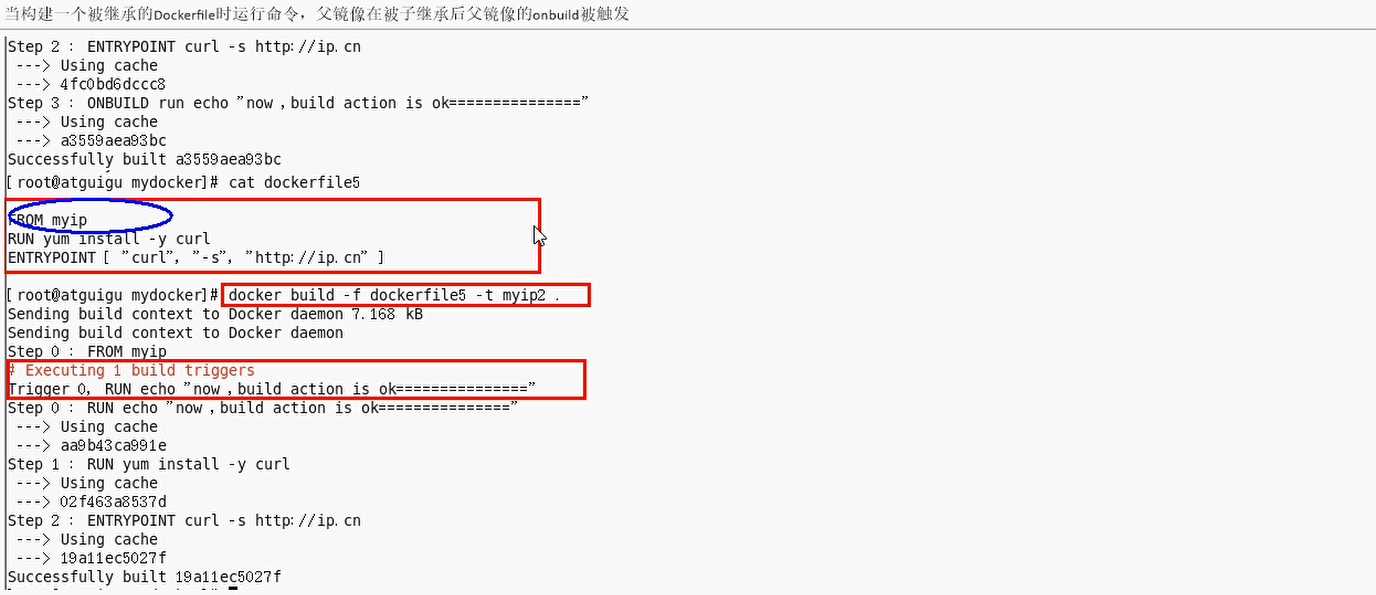 当构建一个被继承的Dockerfile时运行命令，父镜像在被子继承后父镜像的onbuild被触发
Step 2 : ENTRYPOINT curl -s http://ip.cn
---> Using cache
---> 4fc0bd6dccc8
Step 3 : ONBUILD run echo "now ,build action is ok==============="
---> Using cache
---> a3559aea93bc
Successfully built a3559aea93bc
[root@atguigu mydocker]# cat dockerfile5
FROM myip
RUN yum install -y curl
ENTRYPOINT [ "curl", "-s", "http://ip.cn" ]
[root@atguigu mydocker]# docker build -f dockerfile5 -t myip2 .
Sending build context to Docker daemon 7.168 kB
Sending build context to Docker daemon
Step 0 : FROM myip
# Executing 1 build triggers
Trigger 0, RUN echo "now ,build action is ok==============="
Step 0 : RUN echo "now ,build action is ok==============="
---> Using cache
---> aa9b43ca991e
Step 1 : RUN yum install -y curl
---> Using cache
---> 02f463a8537d
Step 2 : ENTRYPOINT curl -s http://ip.cn
---> Using cache
---> 19a11ec5027f
Successfully built 19a11ec5027f